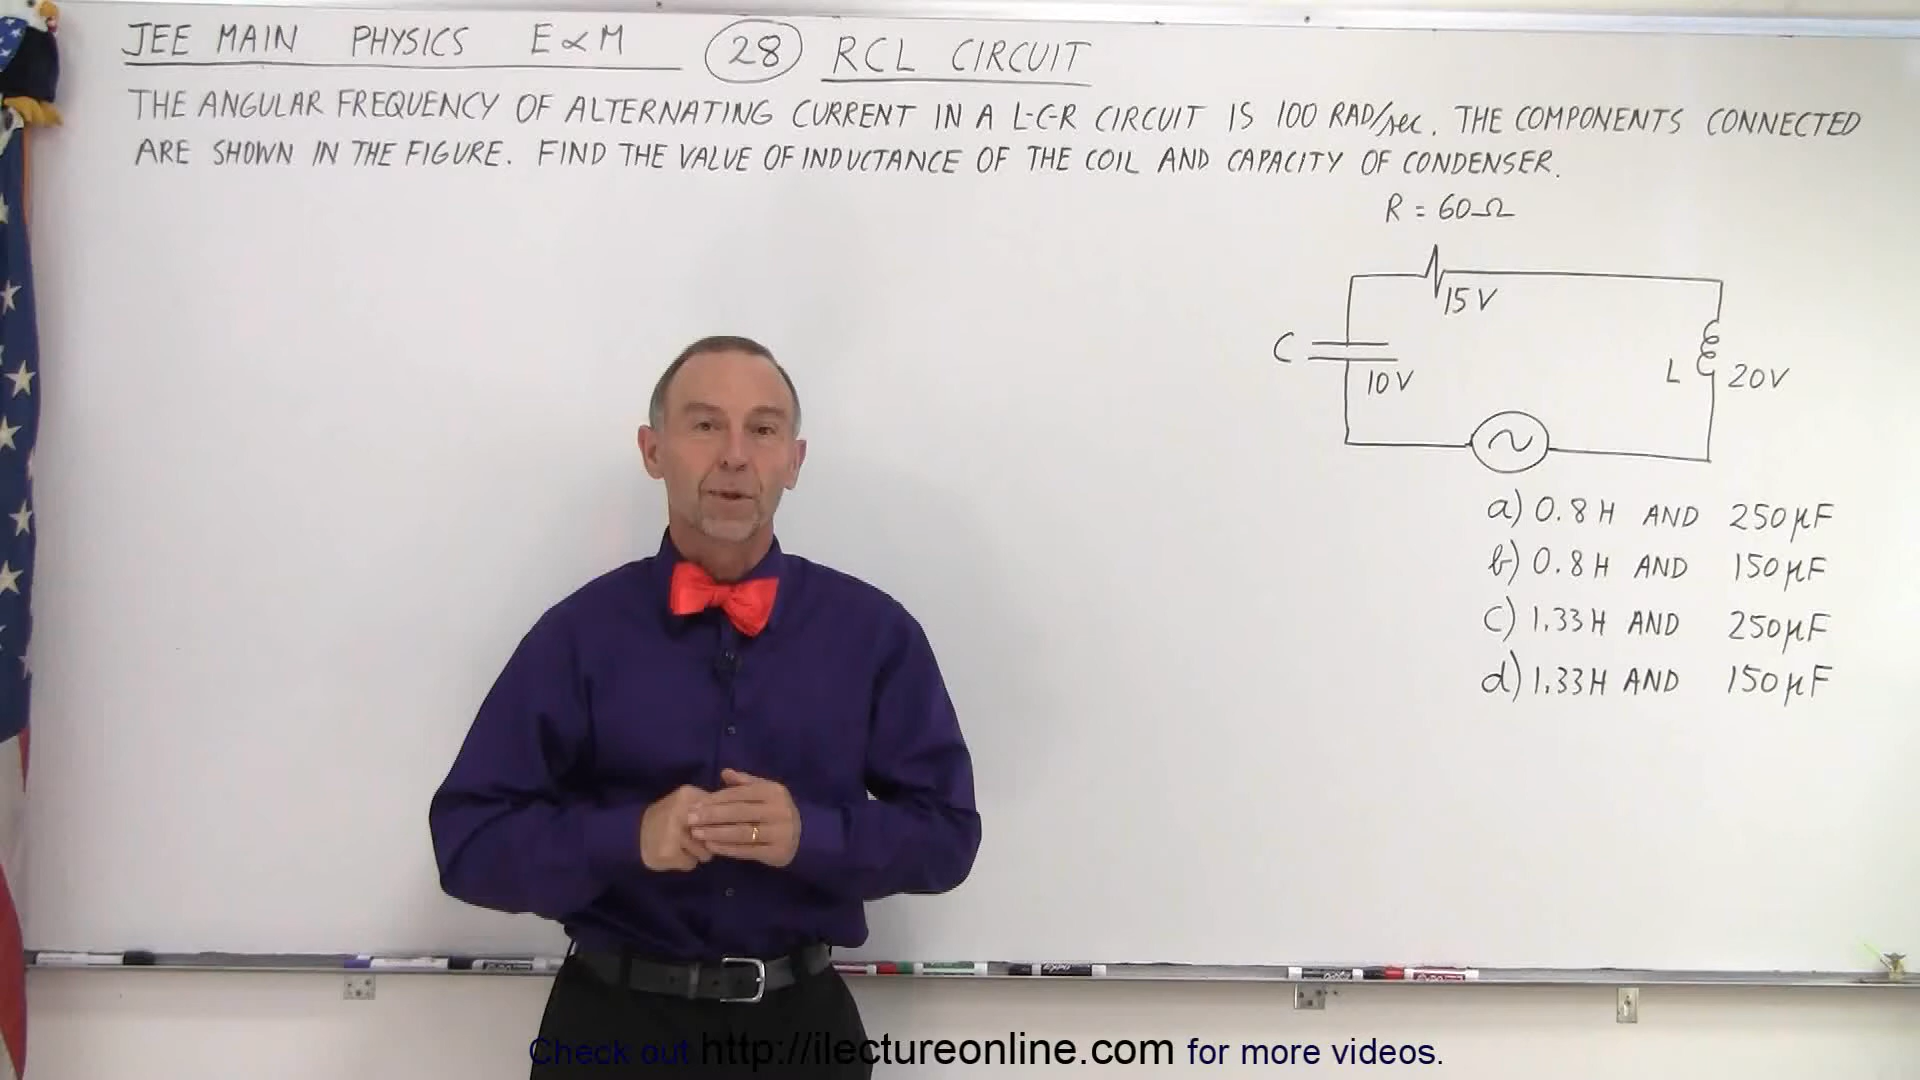 JEE MAIN PHYSICS E∝M 28 RCL CIRCUIT
THE ANGULAR FREQUENCY OF ALTERNATING CURRENT IN A L-C-R CIRCUIT IS 100 RAD/sec. THE COMPONENTS CONNECTED
ARE SHOWN IN THE FIGURE. FIND THE VALUE OF INDUCTANCE OF THE COIL AND CAPACITY OF CONDENSER.
R = 60Ω
15V
C
10V
L 20V
a) 0.8H AND 250μF
b) 0.8H AND 150μF
c) 1.33H AND 250μF
d) 1.33H AND 150μF
Check out http://ilectureonline.com for more videos.